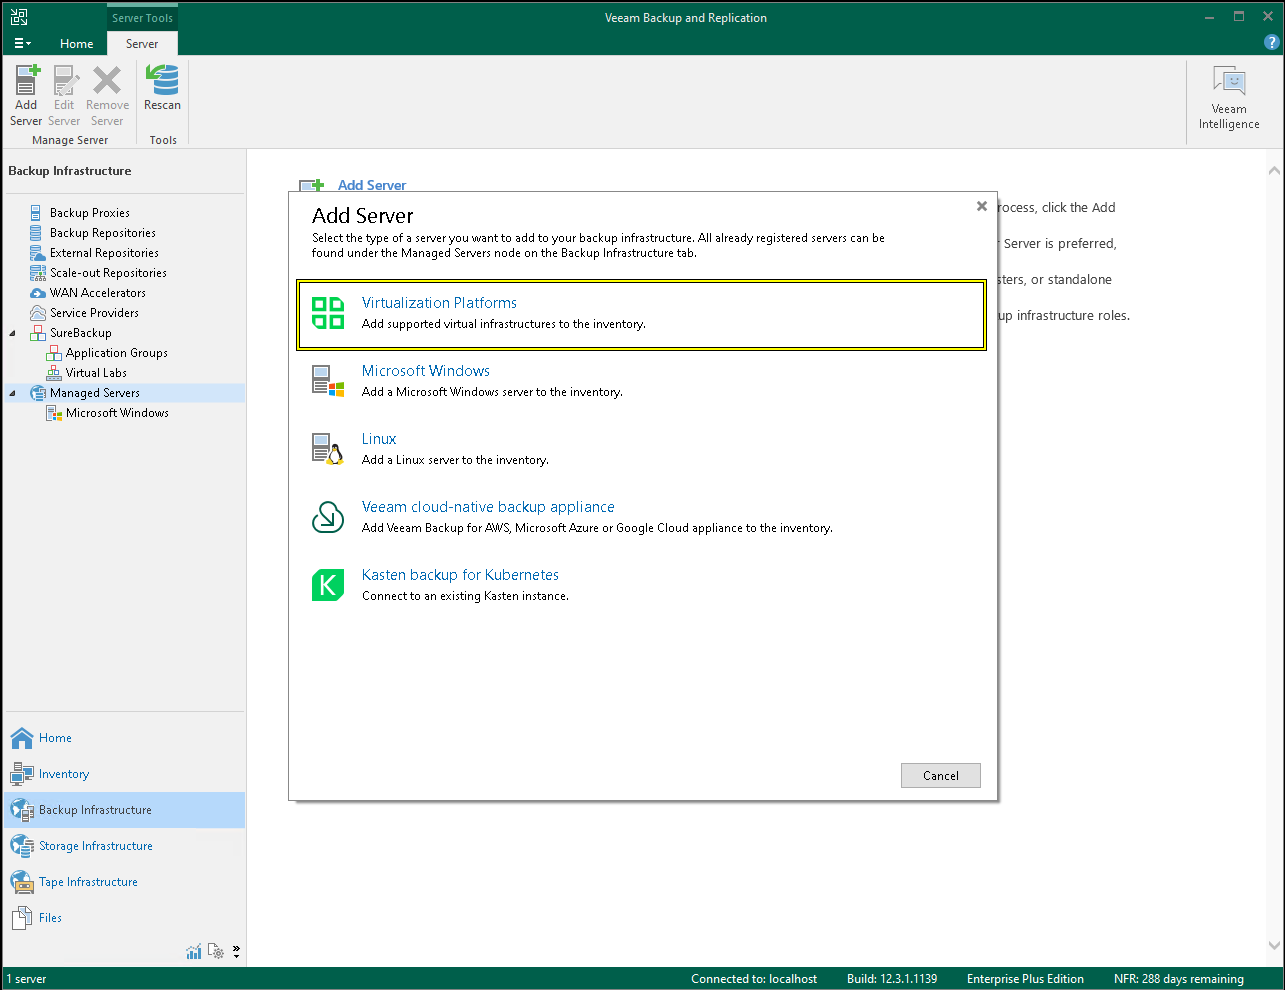 Server Tools
Veeam Backup and Replication
Home
Server
Add Server
Edit Server
Remove Server
Rescan
Manage Server
Tools
Veeam Intelligence
Backup Infrastructure
Backup Proxies
Backup Repositories
External Repositories
Scale-out Repositories
WAN Accelerators
Service Providers
SureBackup
Application Groups
Virtual Labs
Managed Servers
Microsoft Windows
Home
Inventory
Backup Infrastructure
Storage Infrastructure
Tape Infrastructure
Files
Add Server
rocess, click the Add
Server is preferred,
sters, or standalone
up infrastructure roles.
Add Server
Select the type of a server you want to add to your backup infrastructure. All already registered servers can be
found under the Managed Servers node on the Backup Infrastructure tab.
Virtualization Platforms
Add supported virtual infrastructures to the inventory.
Microsoft Windows
Add a Microsoft Windows server to the inventory.
Linux
Add a Linux server to the inventory.
Veeam cloud-native backup appliance
Add Veeam Backup for AWS, Microsoft Azure or Google Cloud appliance to the inventory.
K
Kasten backup for Kubernetes
Connect to an existing Kasten instance.
Cancel
1 server
Connected to: localhost
Build: 12.3.1.1139
Enterprise Plus Edition
NFR: 288 days remaining